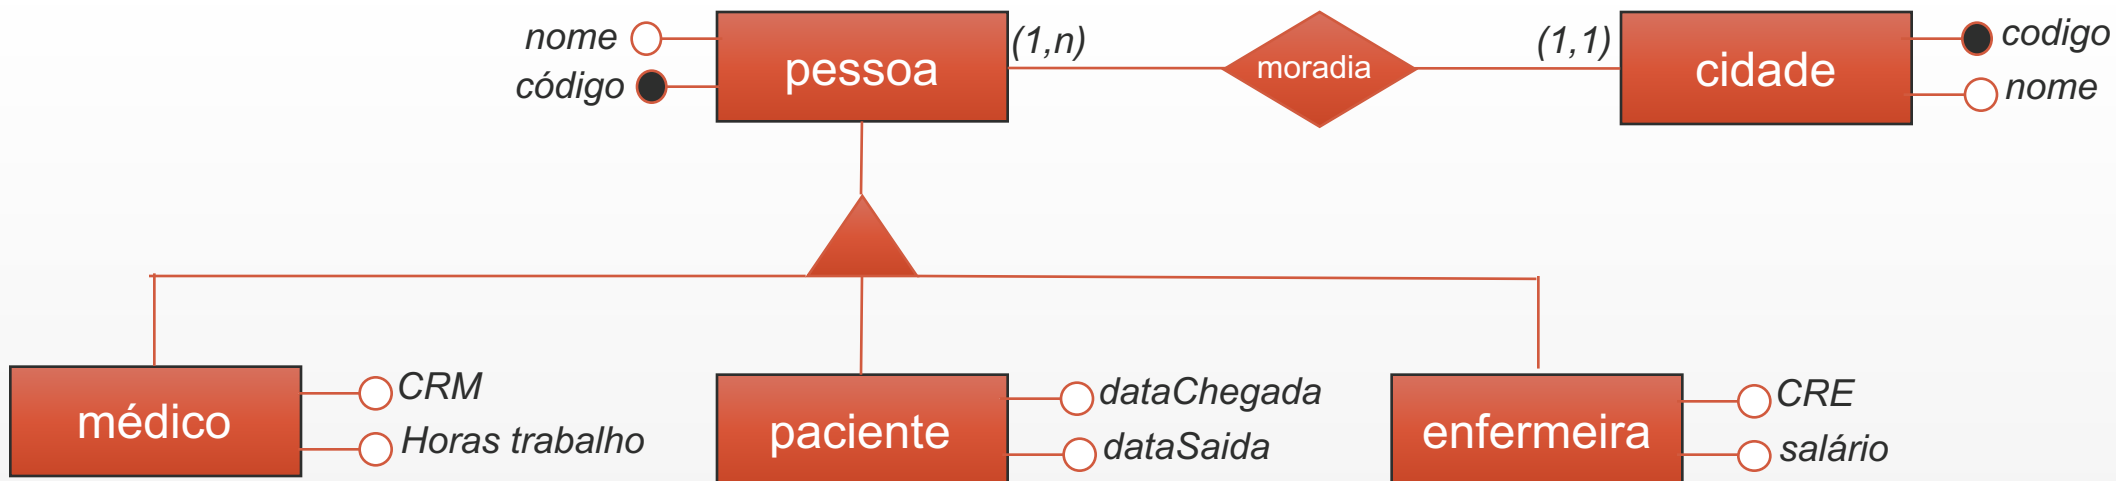 nome
código
pessoa
(1,n)
moradia
(1,1)
cidade
codigo
nome
médico
CRM
Horas trabalho
paciente
dataChegada
dataSaida
enfermeira
CRE
salário